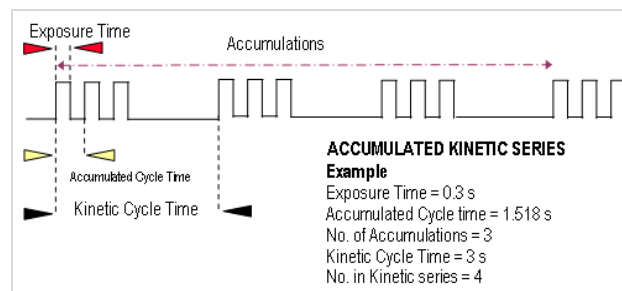 Exposure Time
Accumulations
Accumulated Cycle Time
Kinetic Cycle Time
ACCUMULATED KINETIC SERIES
Example
Exposure Time = 0.3 s
Accumulated Cycle time = 1.518 s
No. of Accumulations = 3
Kinetic Cycle Time = 3 s
No. in Kinetic series = 4